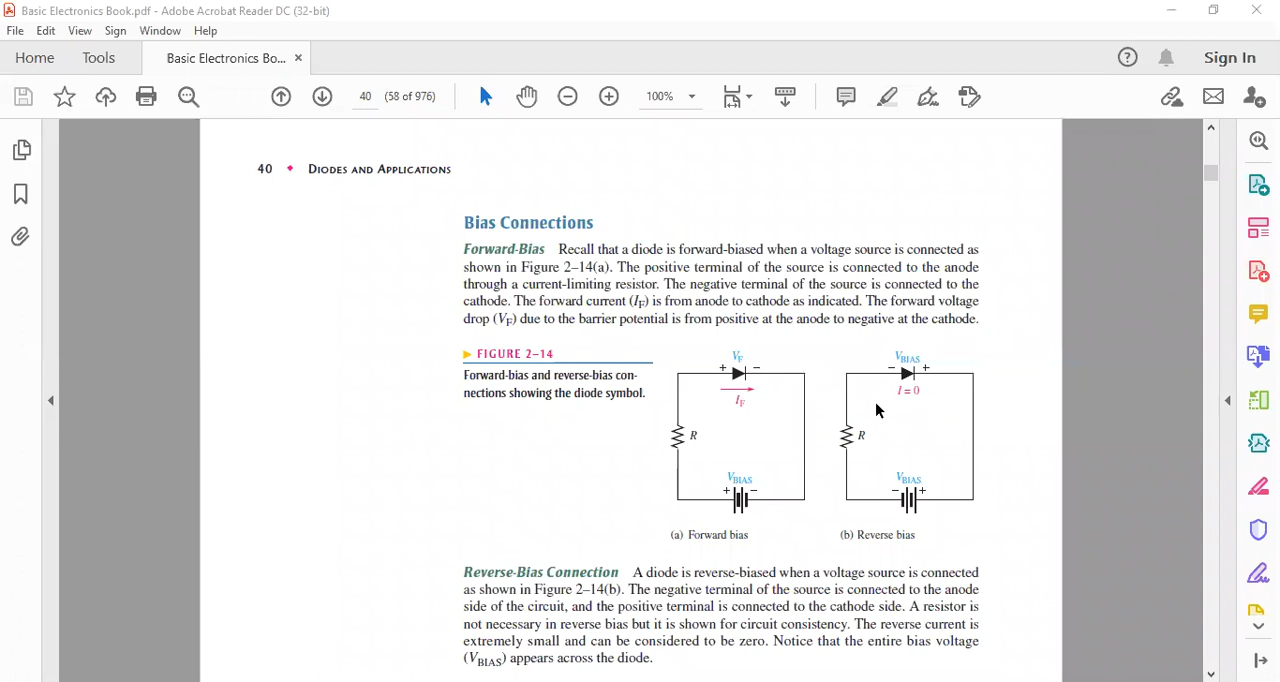 Basic Electronics Book.pdf - Adobe Acrobat Reader DC (32-bit)
File Edit View Sign Window Help
Home Tools Basic Electronics Bo... × Sign In
40 (58 of 976) 100%
40 ♦ DIODES AND APPLICATIONS
Bias Connections
Forward-Bias Recall that a diode is forward-biased when a voltage source is connected as
shown in Figure 2–14(a). The positive terminal of the source is connected to the anode
through a current-limiting resistor. The negative terminal of the source is connected to the
cathode. The forward current (IF) is from anode to cathode as indicated. The forward voltage
drop (VF) due to the barrier potential is from positive at the anode to negative at the cathode.
FIGURE 2–14
Forward-bias and reverse-bias con-
nections showing the diode symbol.
VF
+ −
IF
R
VBIAS
+ −
(a) Forward bias
VBIAS
− +
I = 0
R
VBIAS
− +
(b) Reverse bias
Reverse-Bias Connection A diode is reverse-biased when a voltage source is connected
as shown in Figure 2–14(b). The negative terminal of the source is connected to the anode
side of the circuit, and the positive terminal is connected to the cathode side. A resistor is
not necessary in reverse bias but it is shown for circuit consistency. The reverse current is
extremely small and can be considered to be zero. Notice that the entire bias voltage
(VBIAS) appears across the diode.